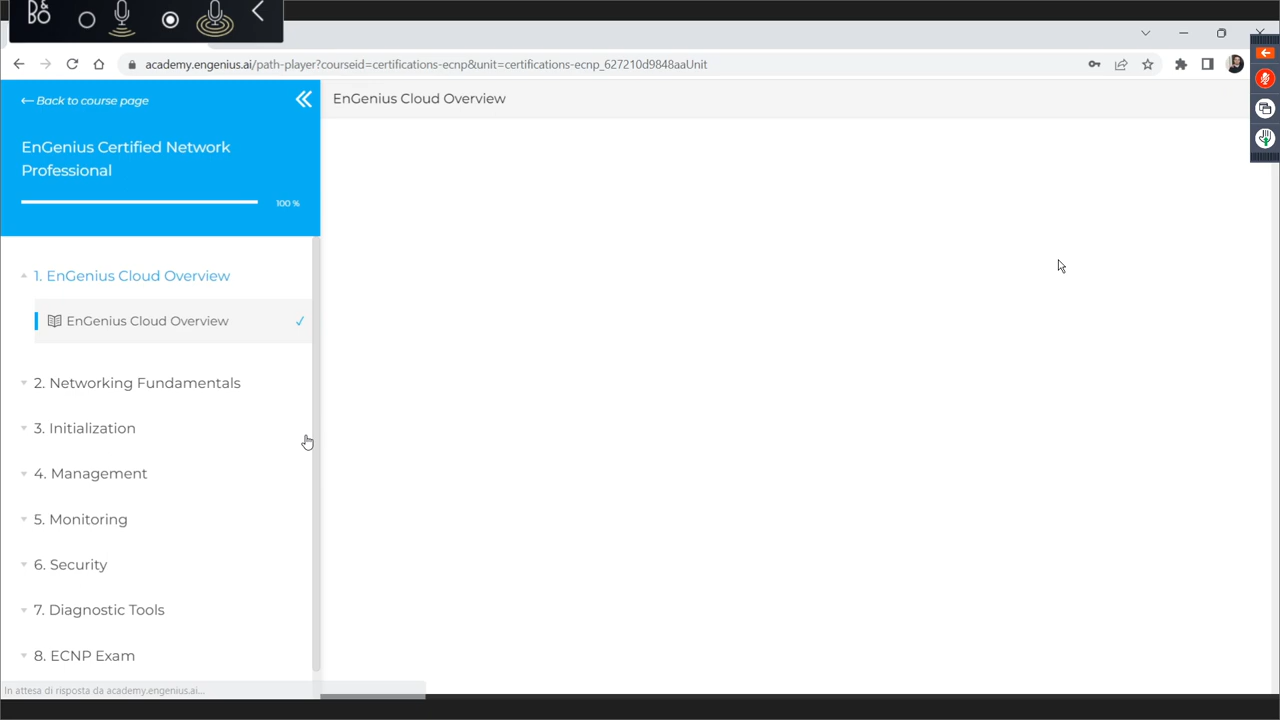 B&O
academy.engenius.ai/path-player?courseid=certifications-ecnp&unit=certifications-ecnp_627210d9848aaUnit
← Back to course page
EnGenius Cloud Overview
EnGenius Certified Network
Professional
100 %
1. EnGenius Cloud Overview
EnGenius Cloud Overview
2. Networking Fundamentals
3. Initialization
4. Management
5. Monitoring
6. Security
7. Diagnostic Tools
8. ECNP Exam
In attesa di risposta da academy.engenius.ai...